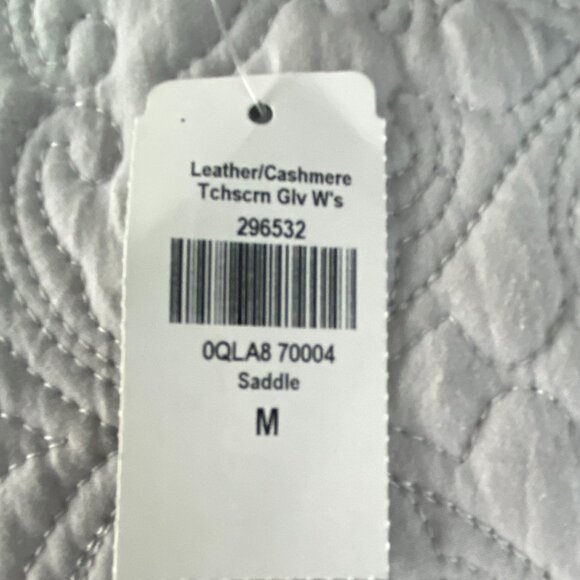 Leather/Cashmere
Tchscrn Glv W's
296532
0QLA8 70004
Saddle
M